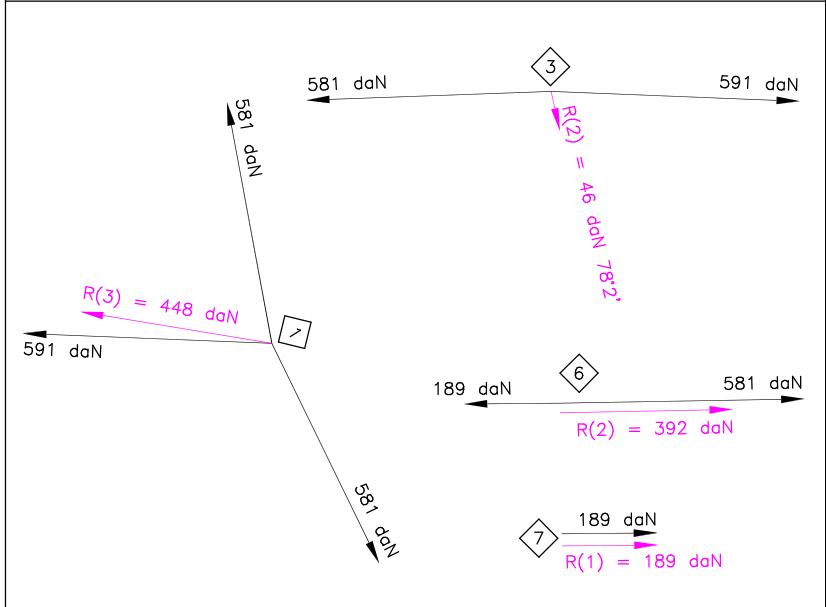 3
581 daN
591 daN
R(2) = 46 daN 78°2'
581 daN
R(3) = 448 daN
1
591 daN
581 daN
6
189 daN
581 daN
R(2) = 392 daN
7
189 daN
R(1) = 189 daN